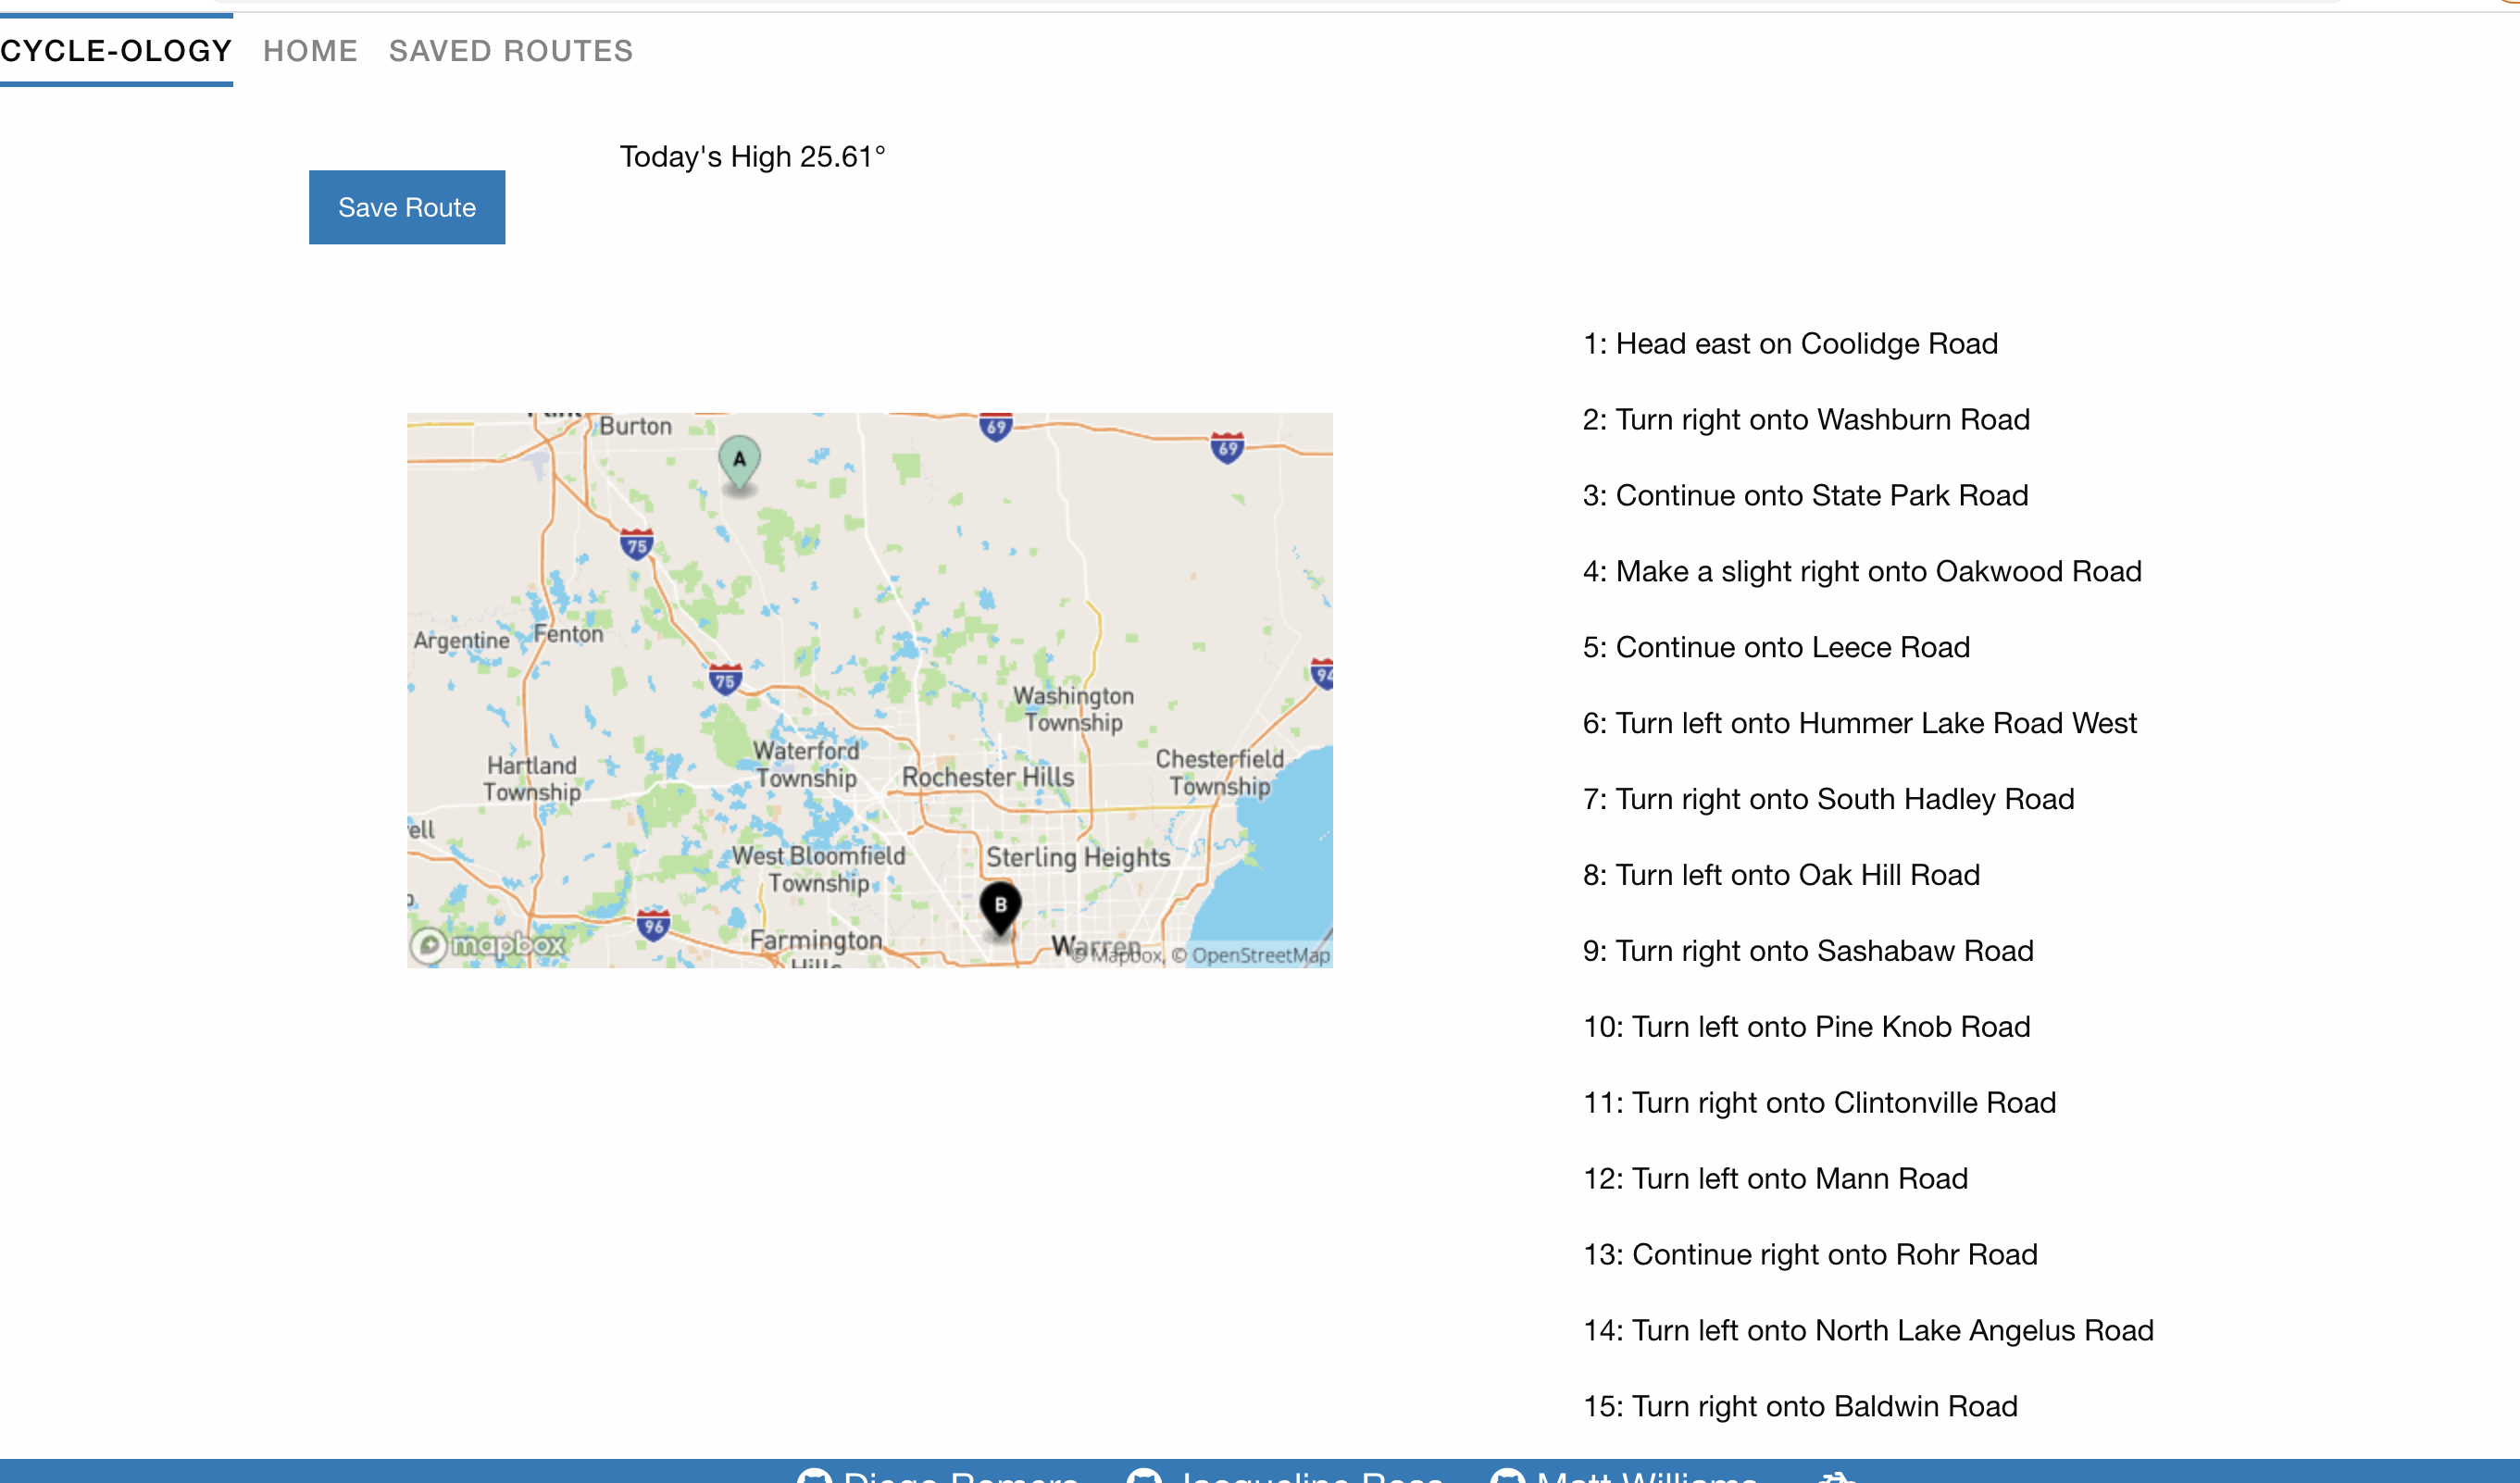 CYCLE-OLOGY HOME SAVED ROUTES
Today's High 25.61°
Save Route
Burton
A
69
69
75
Argentine
Fenton
75
94
Washington
Township
Waterford
Township
Rochester Hills
Chesterfield
Township
Hartland
Township
ell
West Bloomfield
Township
Sterling Heights
B
96
Farmington
Hills
Warren
mapbox
© Mapbox, © OpenStreetMap
1: Head east on Coolidge Road
2: Turn right onto Washburn Road
3: Continue onto State Park Road
4: Make a slight right onto Oakwood Road
5: Continue onto Leece Road
6: Turn left onto Hummer Lake Road West
7: Turn right onto South Hadley Road
8: Turn left onto Oak Hill Road
9: Turn right onto Sashabaw Road
10: Turn left onto Pine Knob Road
11: Turn right onto Clintonville Road
12: Turn left onto Mann Road
13: Continue right onto Rohr Road
14: Turn left onto North Lake Angelus Road
15: Turn right onto Baldwin Road
Diego Romero Jacqueline Ross Matt Williams